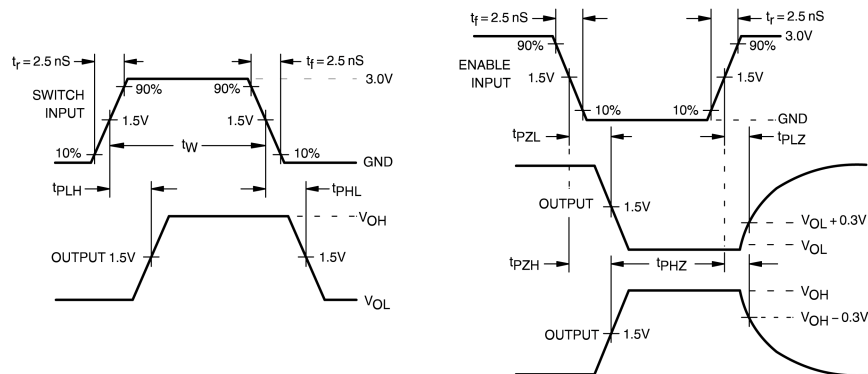 tr = 2.5 nS
tf = 2.5 nS
90%
90%
3.0V
SWITCH
INPUT
1.5V
1.5V
10%
tW
10%
GND
tPLH
tPHL
VOH
OUTPUT 1.5V
1.5V
VOL
tf = 2.5 nS
tr = 2.5 nS
3.0V
90%
90%
ENABLE
INPUT
1.5V
1.5V
10%
10%
GND
tPZL
tPLZ
OUTPUT
1.5V
VOL + 0.3V
VOL
tPZH
tPHZ
VOH
VOH – 0.3V
OUTPUT
1.5V